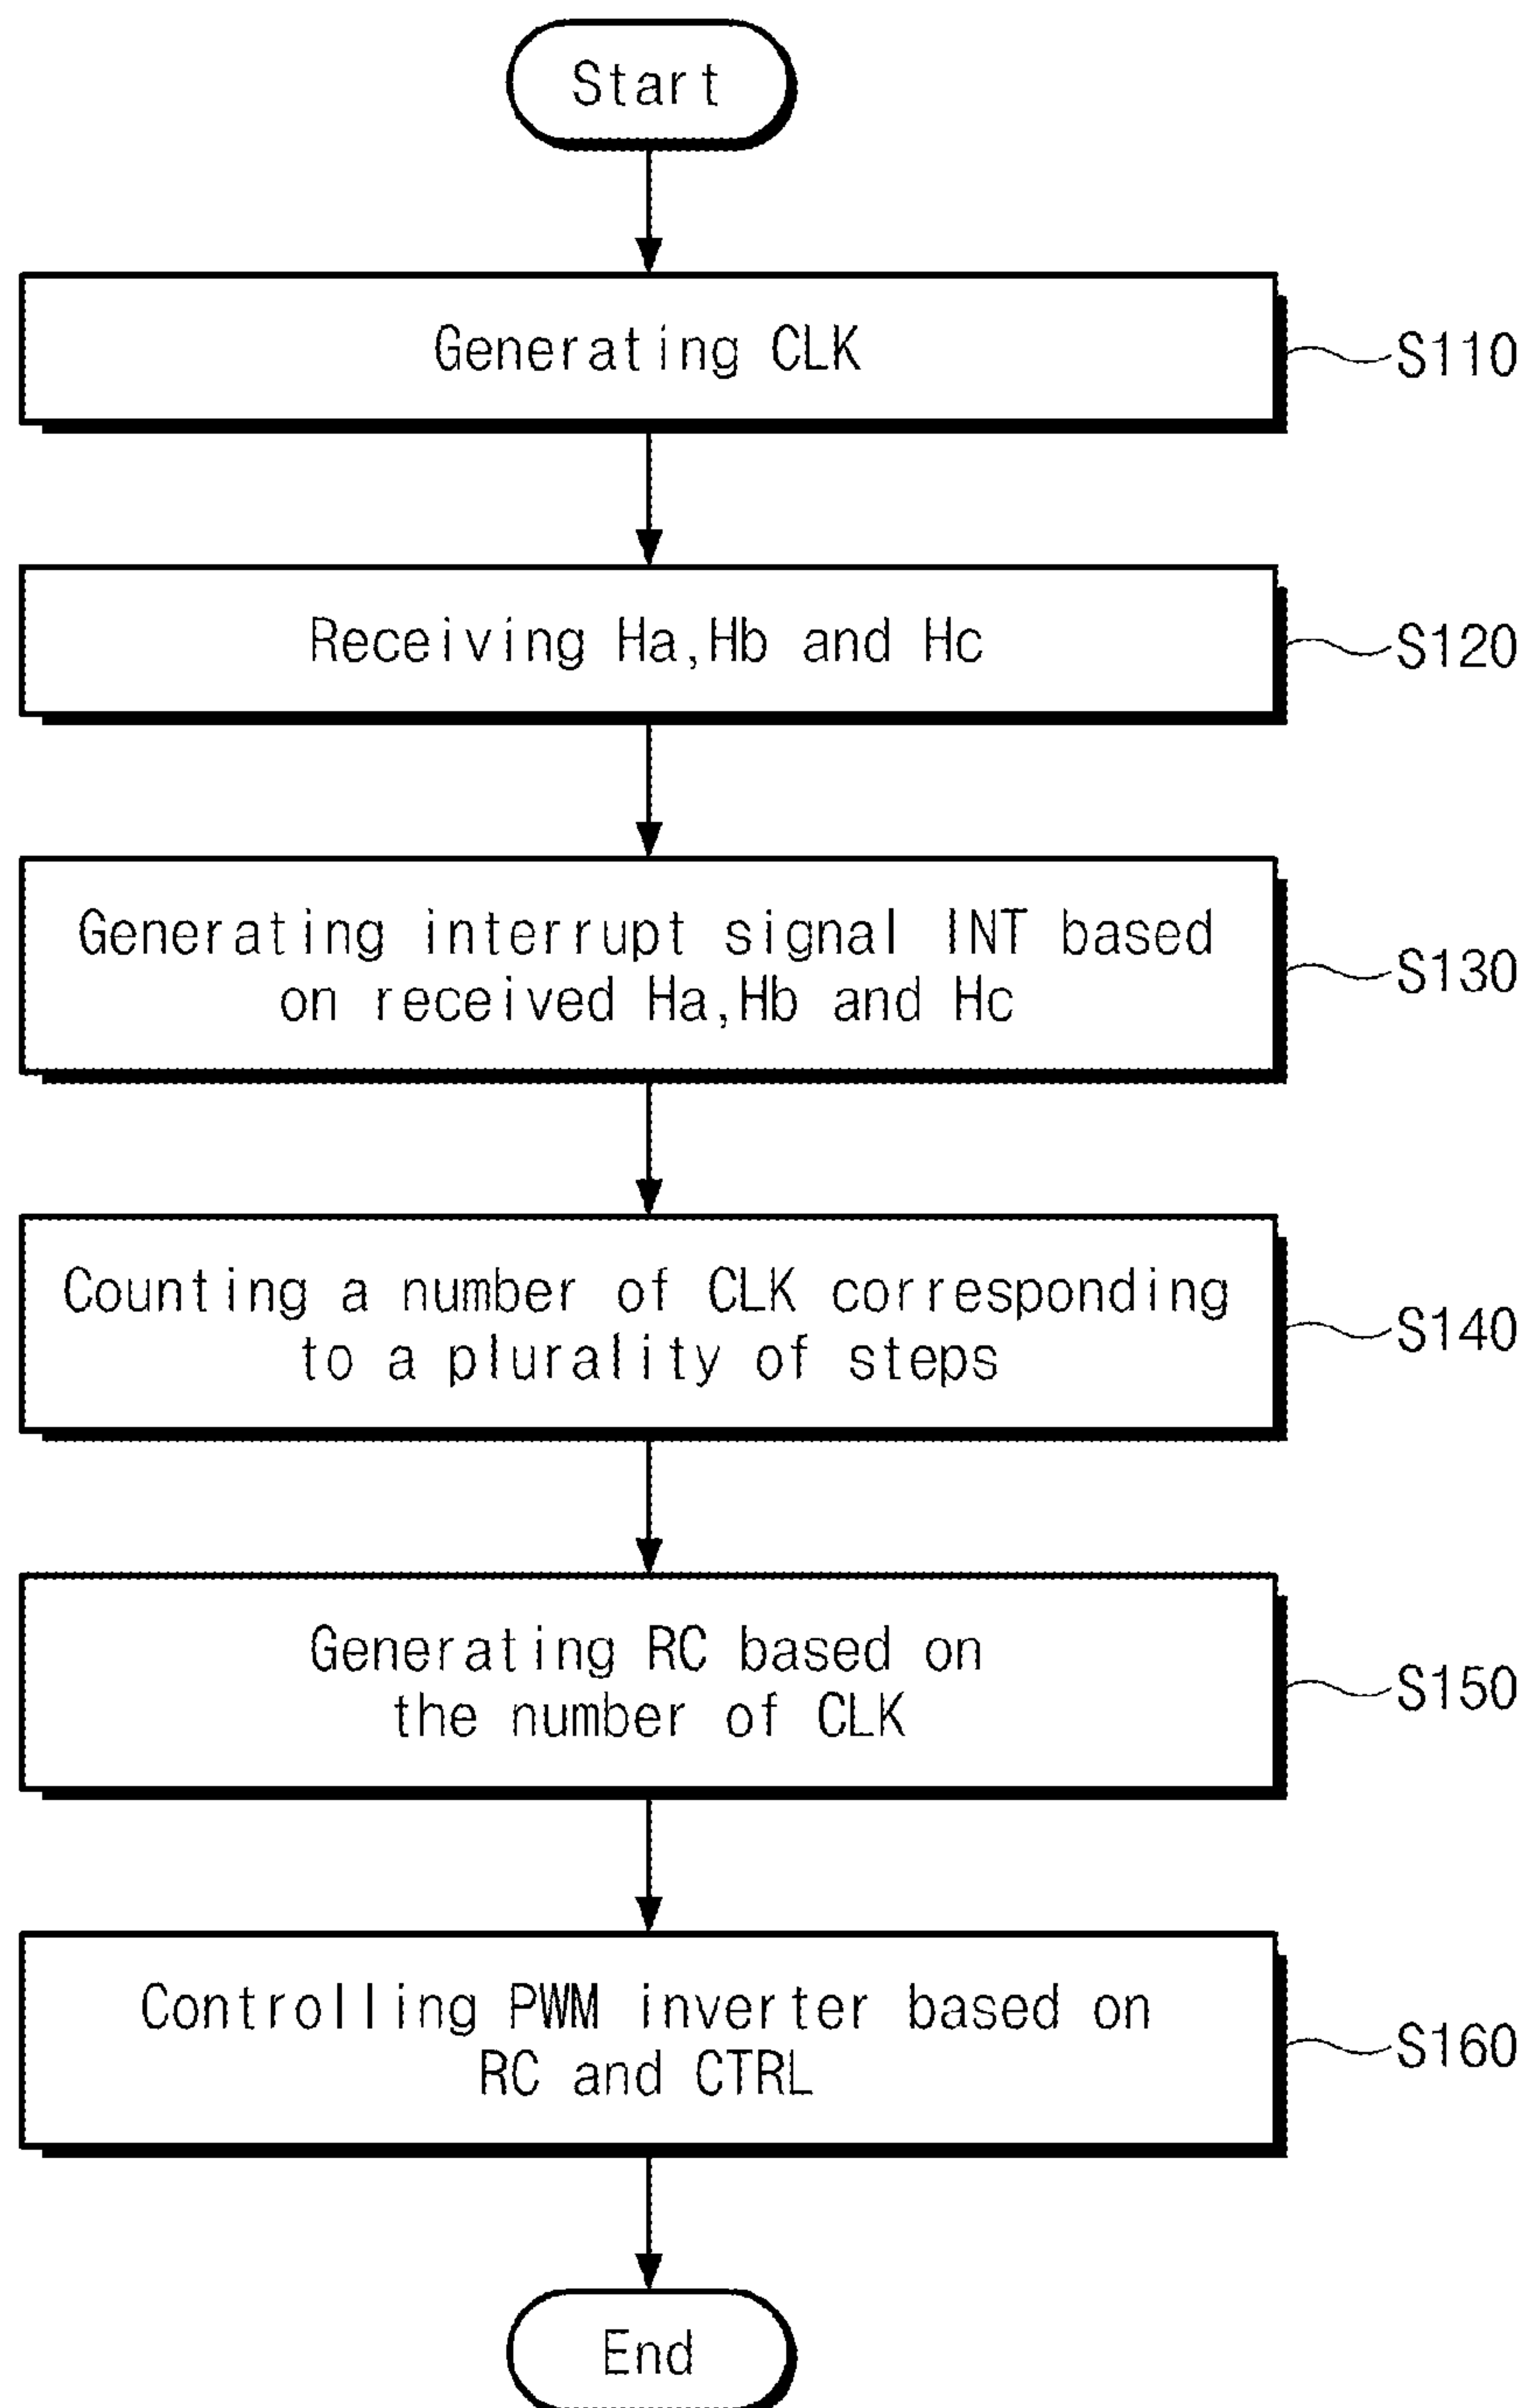 Start
Generating CLK
S110
Receiving Ha,Hb and Hc
S120
Generating interrupt signal INT based
on received Ha,Hb and Hc
S130
Counting a number of CLK corresponding
to a plurality of steps
S140
Generating RC based on
the number of CLK
S150
Controlling PWM inverter based on
RC and CTRL
S160
End